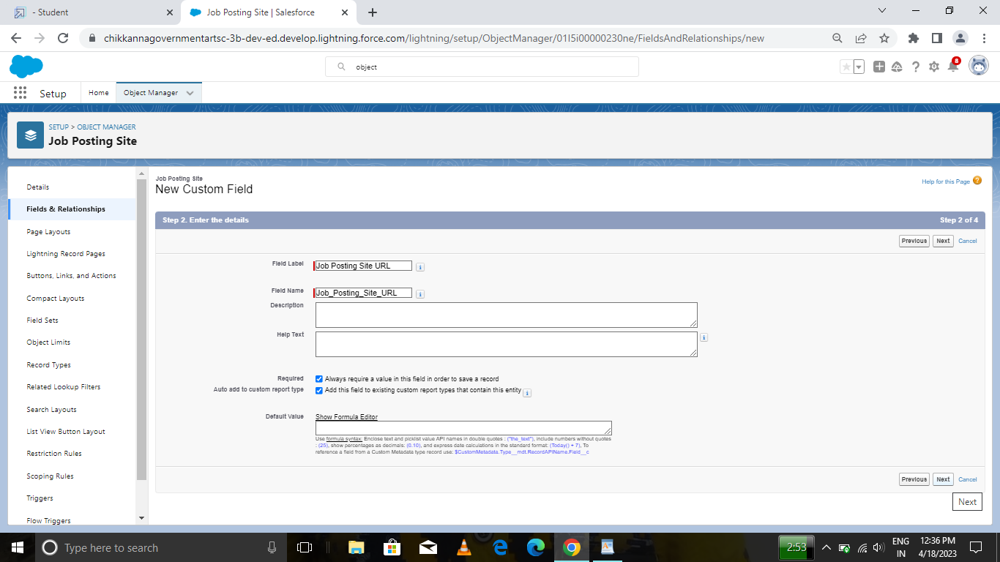 - Student
Job Posting Site | Salesforce
chikkannagovernmentartsc-3b-dev-ed.develop.lightning.force.com/lightning/setup/ObjectManager/01I5i00000230ne/FieldsAndRelationships/new
object
8
Setup
Home
Object Manager
SETUP > OBJECT MANAGER
Job Posting Site
Details
Fields & Relationships
Page Layouts
Lightning Record Pages
Buttons, Links, and Actions
Compact Layouts
Field Sets
Object Limits
Record Types
Related Lookup Filters
Search Layouts
List View Button Layout
Restriction Rules
Scoping Rules
Triggers
Flow Triggers
Job Posting Site
New Custom Field
Help for this Page
Step 2. Enter the details
Step 2 of 4
Previous Next Cancel
Field Label Job Posting Site URL
Field Name Job_Posting_Site_URL
Description
Help Text
Required Always require a value in this field in order to save a record
Auto add to custom report type Add this field to existing custom report types that contain this entity
Default Value Show Formula Editor
Use formula syntax: Enclose text and picklist value API names in double quotes : ("the_text"), include numbers without quotes
: (25), show percentages as decimals: (0.10), and express date calculations in the standard format: (Today() + 7), To
reference a field from a Custom Metadata type record use: $CustomMetadata.Type__mdt.RecordAPIName.Field__c
Previous Next Cancel
Next
Type here to search
2:53
ENG
IN
12:36 PM
4/18/2023